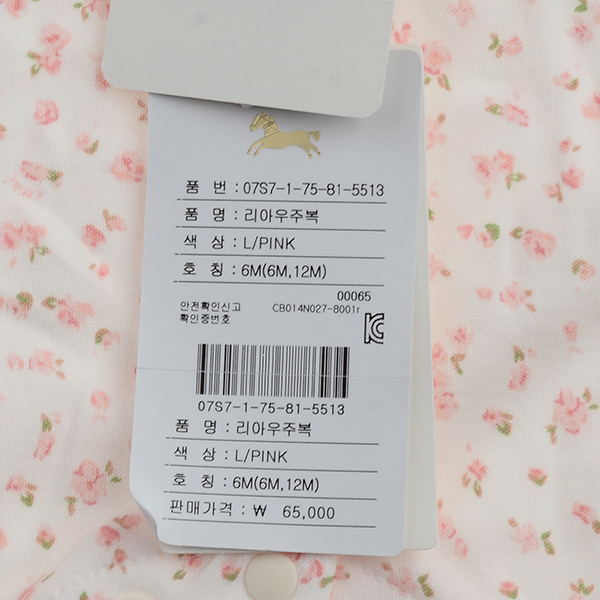 품 번 : 07S7-1-75-81-5513
품 명 : 리아우주복
색 상 : L/PINK
호 칭 : 6M(6M,12M)
00065
안전확인신고 CB014N027-8001r
확인증번호
07S7-1-75-81-5513
품 명 : 리아우주복
색 상 : L/PINK
호 칭 : 6M(6M,12M)
판매가격 : ₩ 65,000